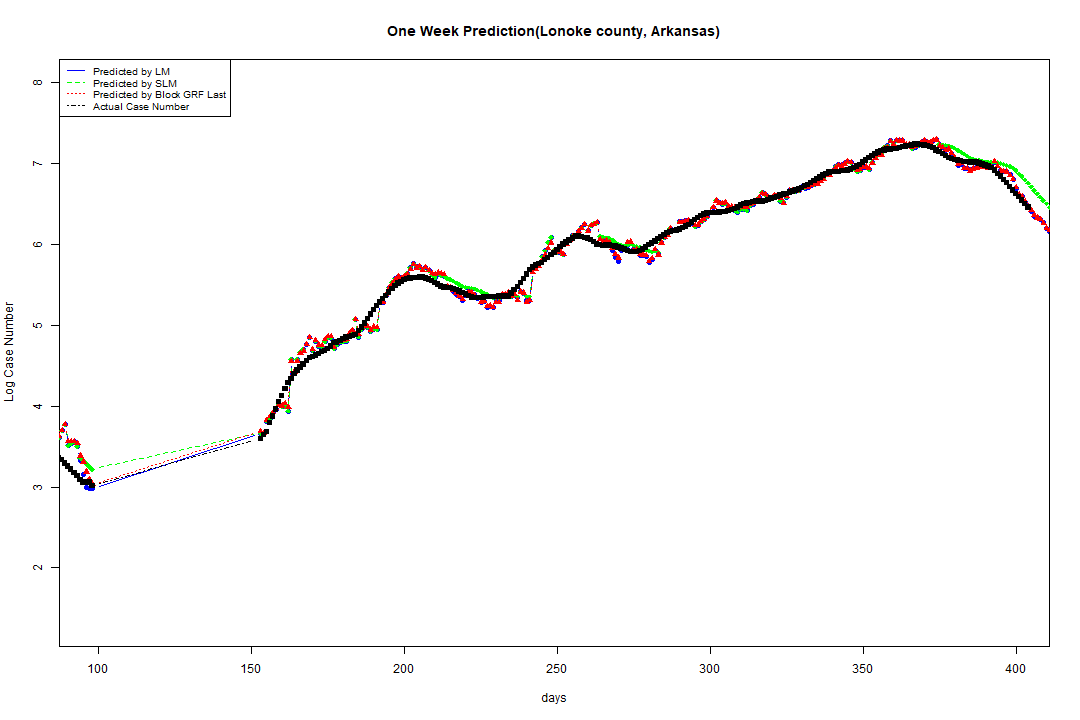 One Week Prediction(Lonoke county, Arkansas)
Predicted by LM
Predicted by SLM
Predicted by Block GRF Last
Actual Case Number
8
7
6
5
4
3
2
Log Case Number
100 150 200 250 300 350 400
days